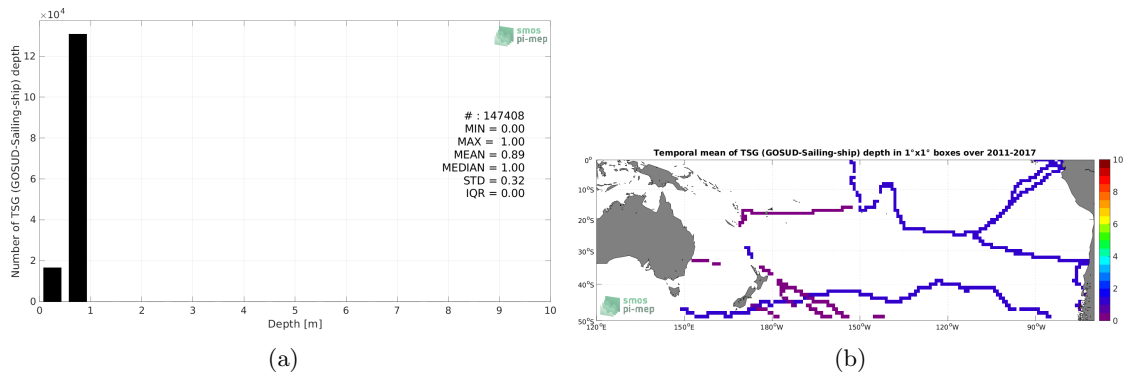 ×10⁴
12
10
8
6
4
2
0
Number of TSG (GOSUD-Sailing-ship) depth
smos
pi-mep
# : 147408
MIN = 0.00
MAX = 1.00
MEAN = 0.89
MEDIAN = 1.00
STD = 0.32
IQR = 0.00
0 1 2 3 4 5 6 7 8 9 10
Depth [m]
(a)
Temporal mean of TSG (GOSUD-Sailing-ship) depth in 1°x1° boxes over 2011-2017
0°
10°S
20°S
30°S
40°S
50°S
smos
pi-mep
120°E 150°E 180°W 150°W 120°W 90°W
10
8
6
4
2
0
(b)